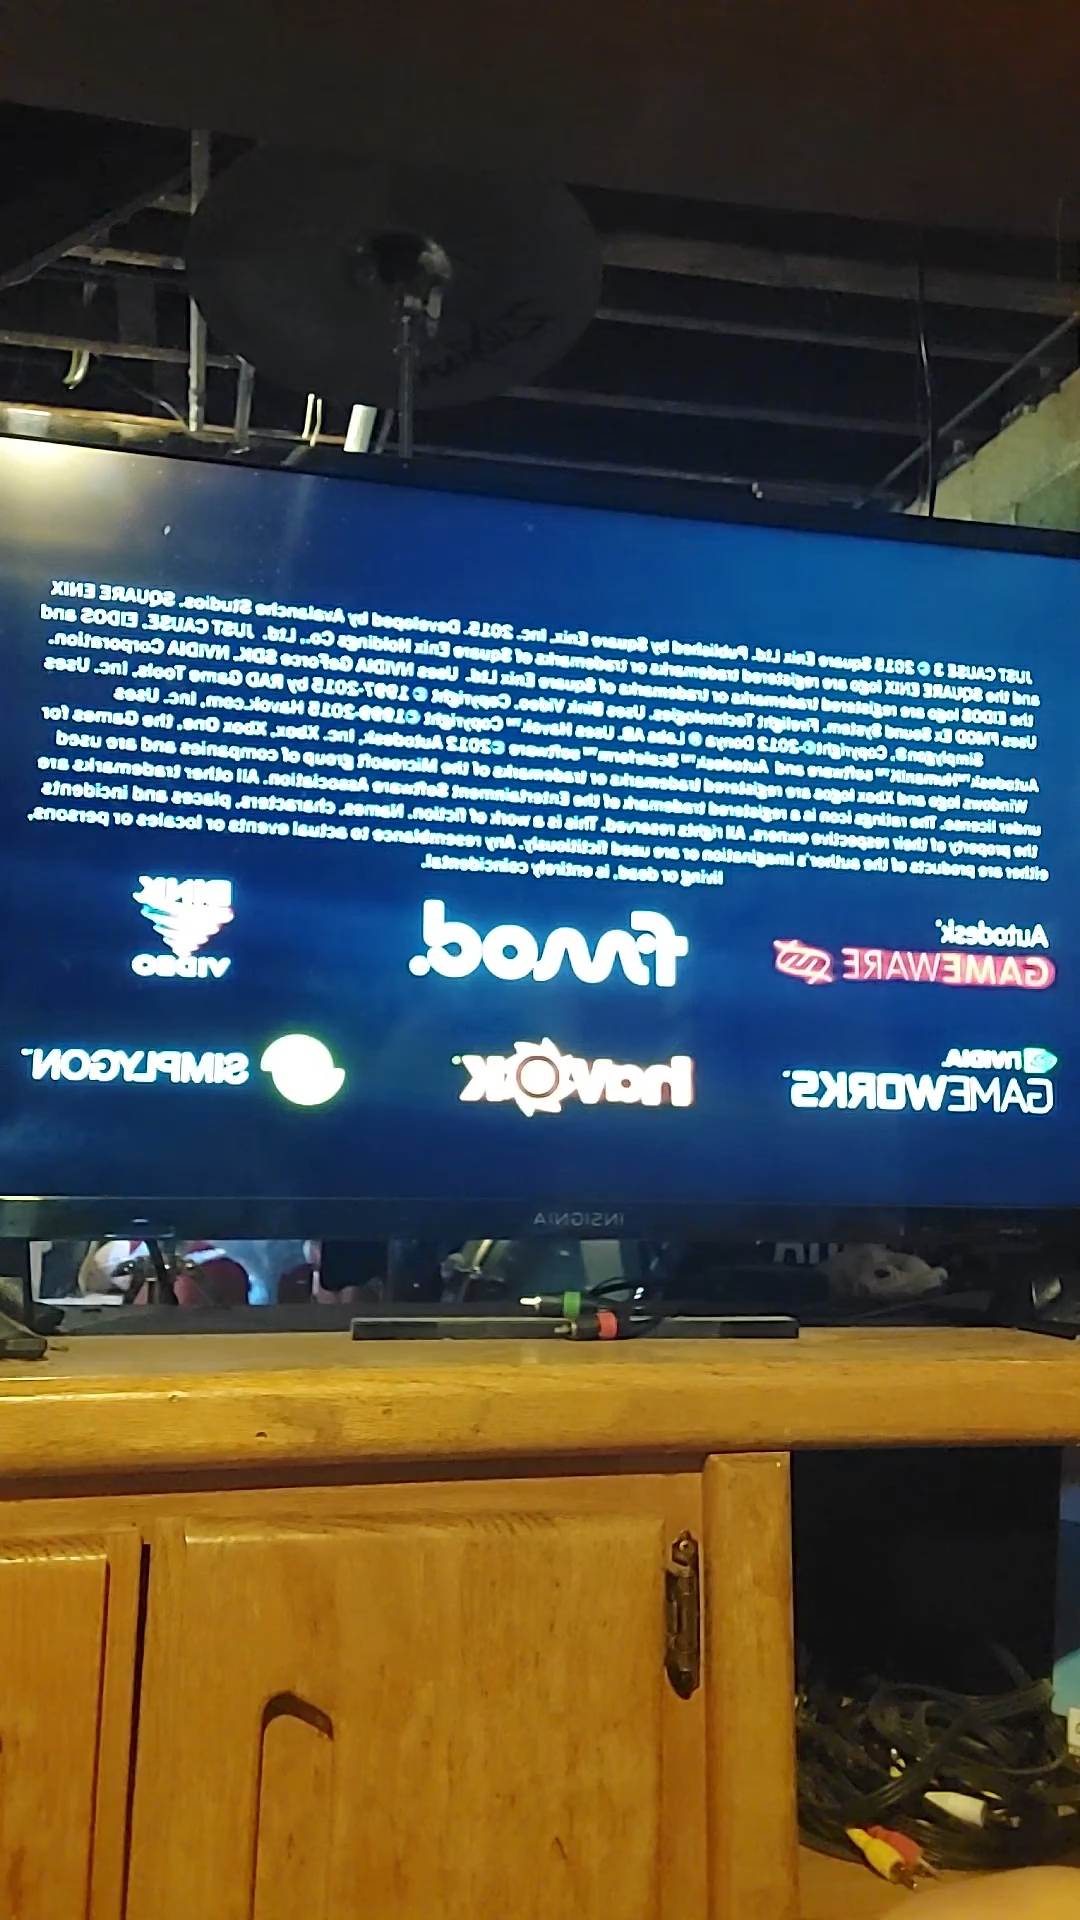 JUST CAUSE 3 © 2015 Square Enix Ltd. Published by Square Enix, Inc. 2015. Developed by Avalanche Studios. SQUARE ENIX
and the SQUARE ENIX logo are registered trademarks or trademarks of Square Enix Holdings Co., Ltd. JUST CAUSE, EIDOS and
the EIDOS logo are registered trademarks or trademarks of Square Enix Ltd. Uses NVIDIA GeForce SDK. NVIDIA Corporation.
Uses FMOD Ex Sound System, Firelight Technologies. Uses Bink Video. Copyright © 1997-2015 by RAD Game Tools, Inc. Uses
Simplygon®, Copyright©-2012 Donya ® Labs AB. Uses Havok™ Copyright ©1999-2015 Havok.com, Inc. Uses
Autodesk™HumanIK™ software and Autodesk™ Scaleform™ software ©2012 Autodesk, Inc. Xbox, Xbox One, the Games for
Windows logo and Xbox logos are registered trademarks or trademarks of the Microsoft group of companies and are used
under license. The ratings icon is a registered trademark of the Entertainment Software Association. All other trademarks are
the property of their respective owners. All rights reserved. This is a work of fiction. Names, characters, places and incidents
either are products of the author's imagination or are used fictitiously. Any resemblance to actual events or locales or persons,
living or dead, is entirely coincidental.
Autodesk®
GAMEWARE
fmod.
BINK
VIDEO
NVIDIA.
GAMEWORKS™
havok™
SIMPLYGON™
INSIGNIA